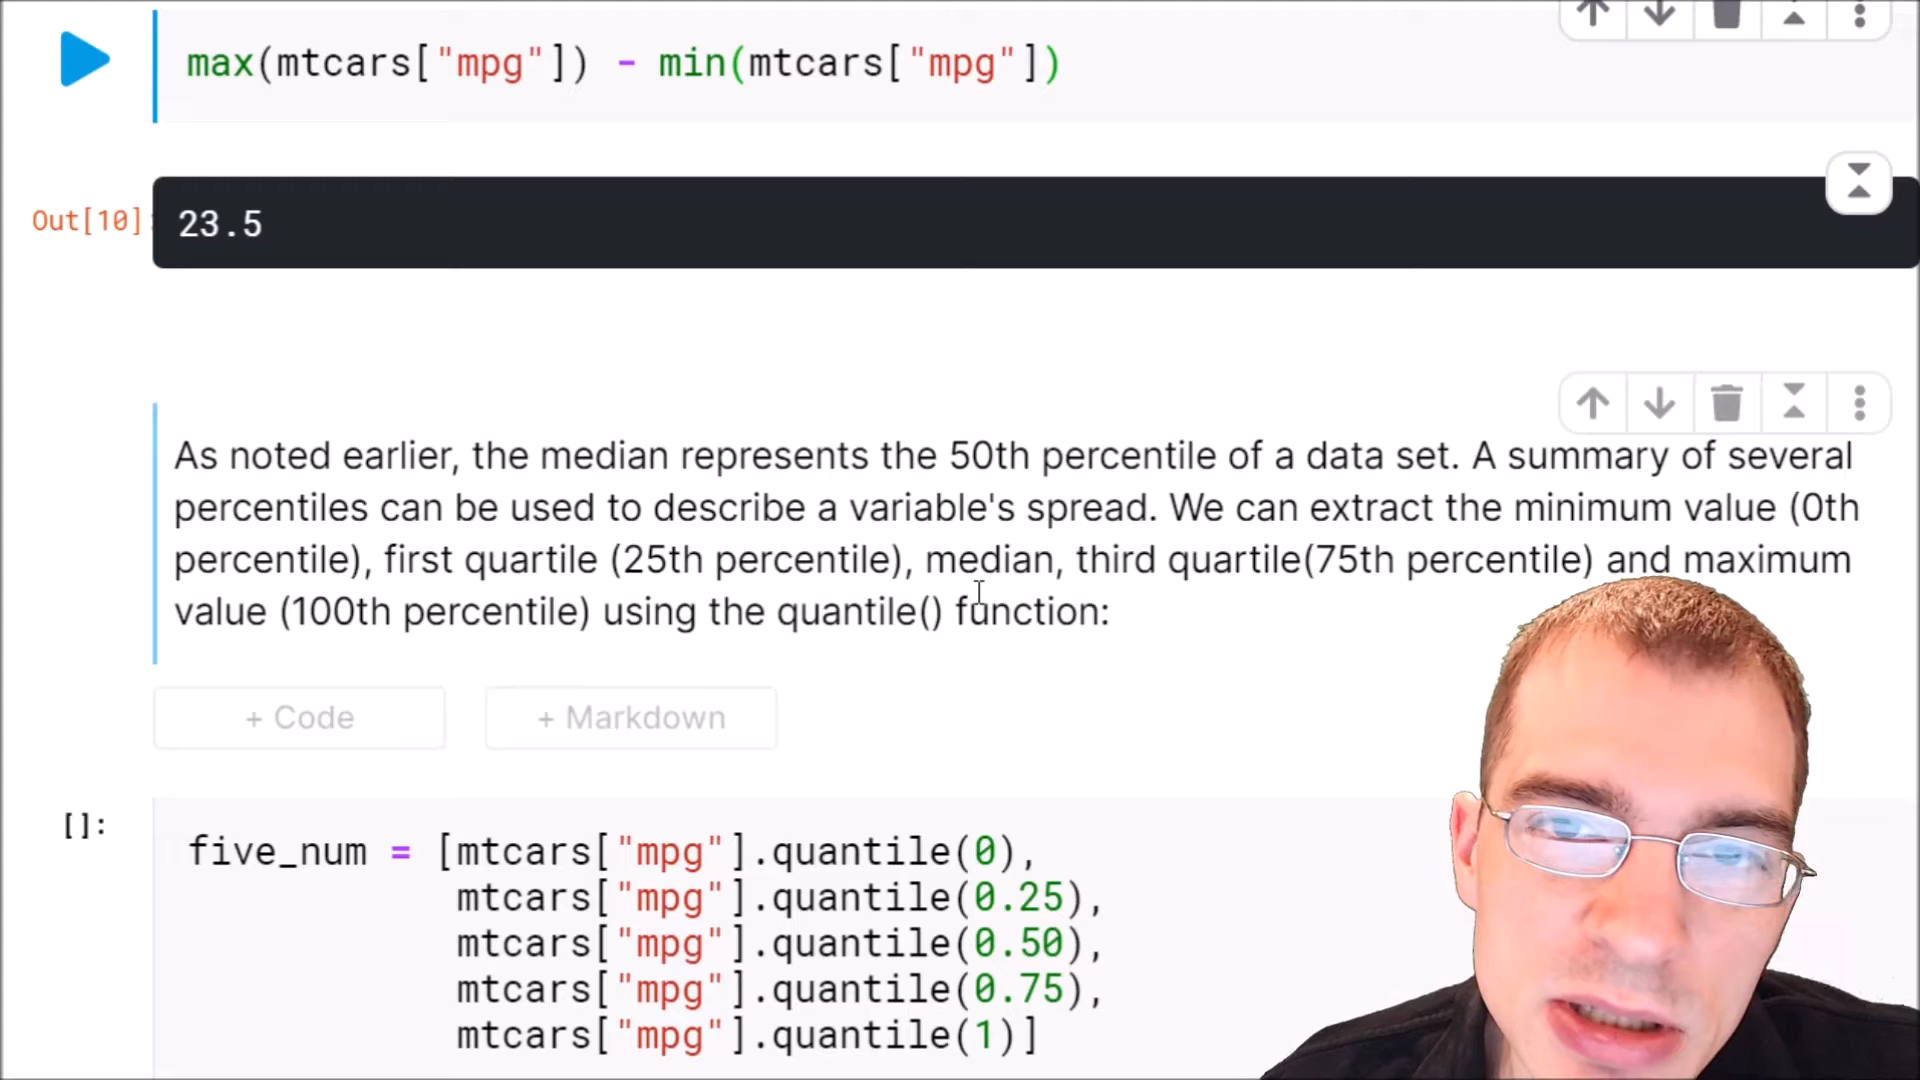 max(mtcars["mpg"]) - min(mtcars["mpg"])
Out[10]:
23.5
As noted earlier, the median represents the 50th percentile of a data set. A summary of several
percentiles can be used to describe a variable's spread. We can extract the minimum value (0th
percentile), first quartile (25th percentile), median, third quartile(75th percentile) and maximum
value (100th percentile) using the quantile() function:
+ Code
+ Markdown
[]:
five_num = [mtcars["mpg"].quantile(0),
mtcars["mpg"].quantile(0.25),
mtcars["mpg"].quantile(0.50),
mtcars["mpg"].quantile(0.75),
mtcars["mpg"].quantile(1)]